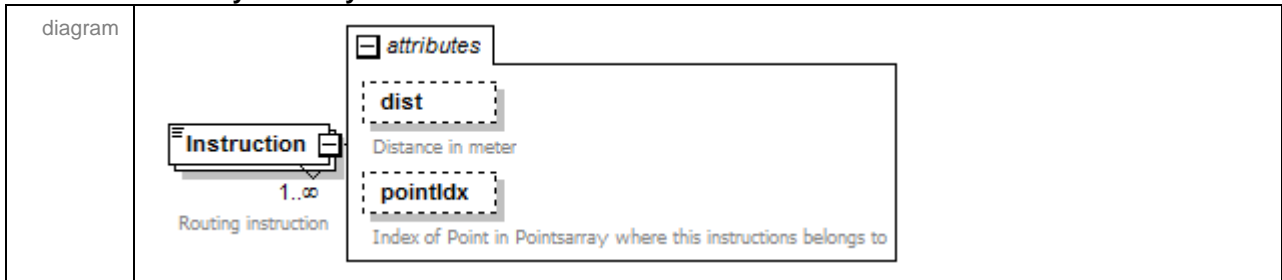 diagram
attributes
dist
Distance in meter
Instruction
1..∞
Routing instruction
pointIdx
Index of Point in Pointsarray where this instructions belongs to